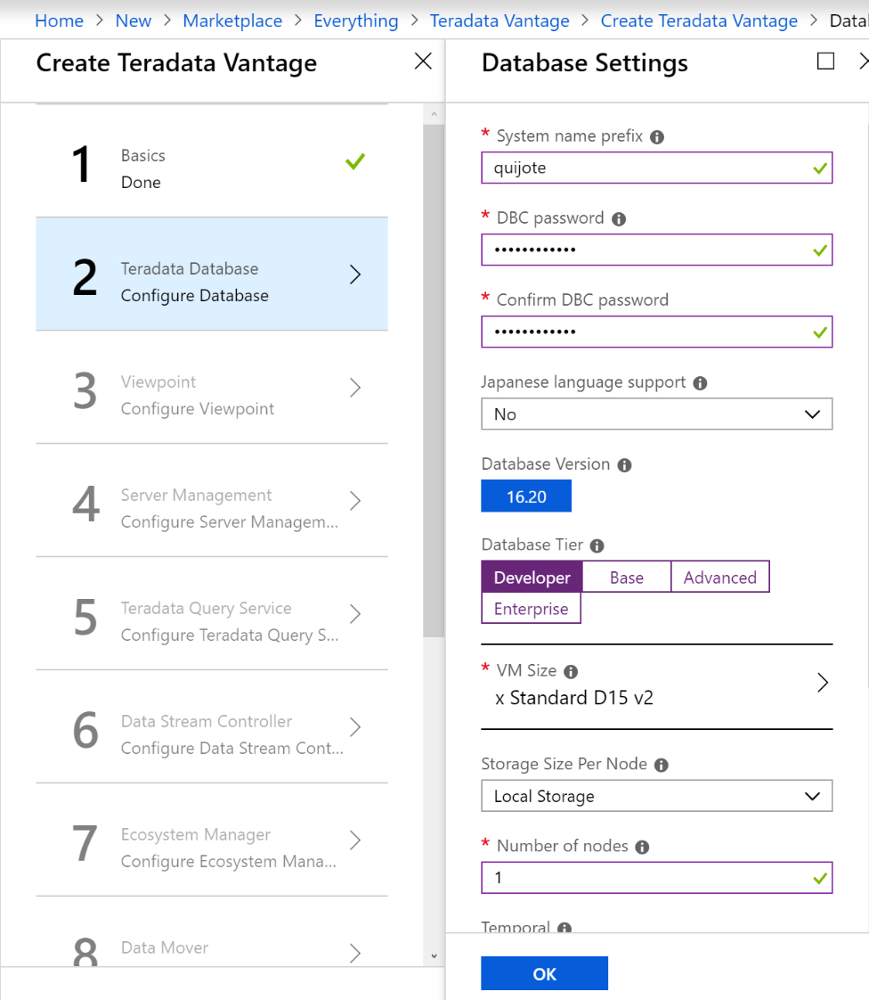 Home > New > Marketplace > Everything > Teradata Vantage > Create Teradata Vantage >
Create Teradata Vantage
1
Basics
Done
2
Teradata Database
Configure Database
3
Viewpoint
Configure Viewpoint
4
Server Management
Configure Server Managem...
5
Teradata Query Service
Configure Teradata Query S...
6
Data Stream Controller
Configure Data Stream Cont...
7
Ecosystem Manager
Configure Ecosystem Mana...
8
Data Mover
Database Settings
* System name prefix
quijote
* DBC password
••••••••••••
* Confirm DBC password
••••••••••••
Japanese language support
No
Database Version
16.20
Database Tier
Developer Base Advanced
Enterprise
* VM Size
x Standard D15 v2
Storage Size Per Node
Local Storage
* Number of nodes
1
Temporal
OK